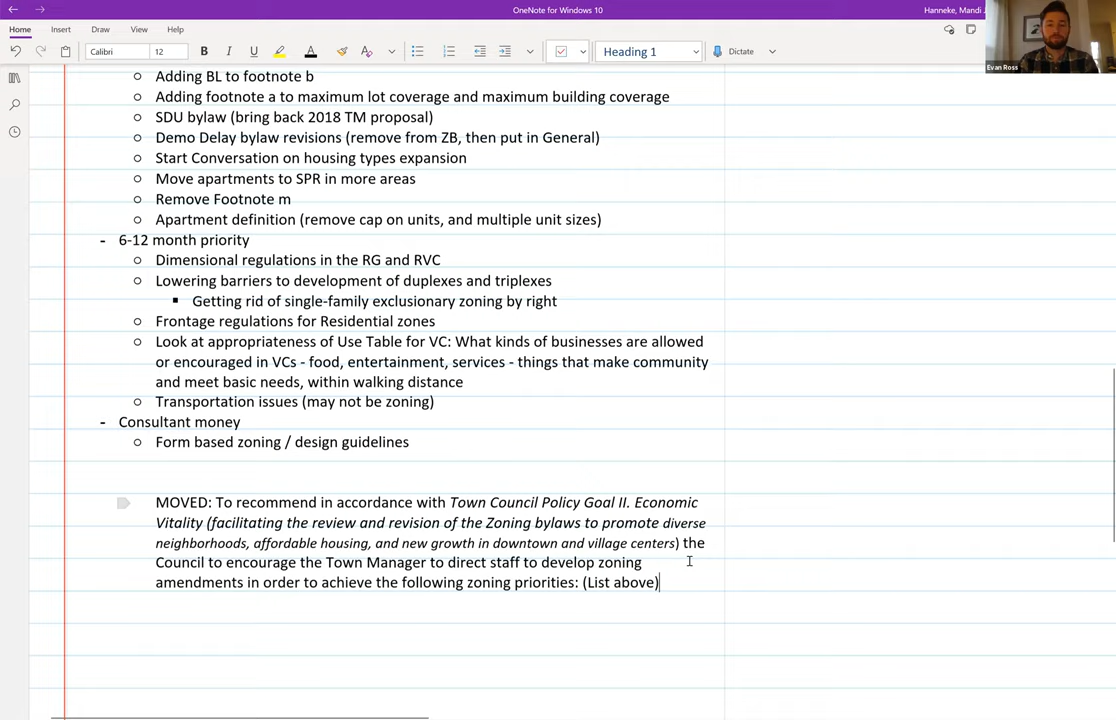 OneNote for Windows 10
Hanneke, Mandi J
Home Insert Draw View Help
Calibri 12 B I U A A Heading 1 Dictate
Evan Ross
o Adding BL to footnote b
o Adding footnote a to maximum lot coverage and maximum building coverage
o SDU bylaw (bring back 2018 TM proposal)
o Demo Delay bylaw revisions (remove from ZB, then put in General)
o Start Conversation on housing types expansion
o Move apartments to SPR in more areas
o Remove Footnote m
o Apartment definition (remove cap on units, and multiple unit sizes)
- 6-12 month priority
o Dimensional regulations in the RG and RVC
o Lowering barriers to development of duplexes and triplexes
▪ Getting rid of single-family exclusionary zoning by right
o Frontage regulations for Residential zones
o Look at appropriateness of Use Table for VC: What kinds of businesses are allowed
or encouraged in VCs - food, entertainment, services - things that make community
and meet basic needs, within walking distance
o Transportation issues (may not be zoning)
- Consultant money
o Form based zoning / design guidelines
MOVED: To recommend in accordance with Town Council Policy Goal II. Economic
Vitality (facilitating the review and revision of the Zoning bylaws to promote diverse
neighborhoods, affordable housing, and new growth in downtown and village centers) the
Council to encourage the Town Manager to direct staff to develop zoning
amendments in order to achieve the following zoning priorities: (List above)